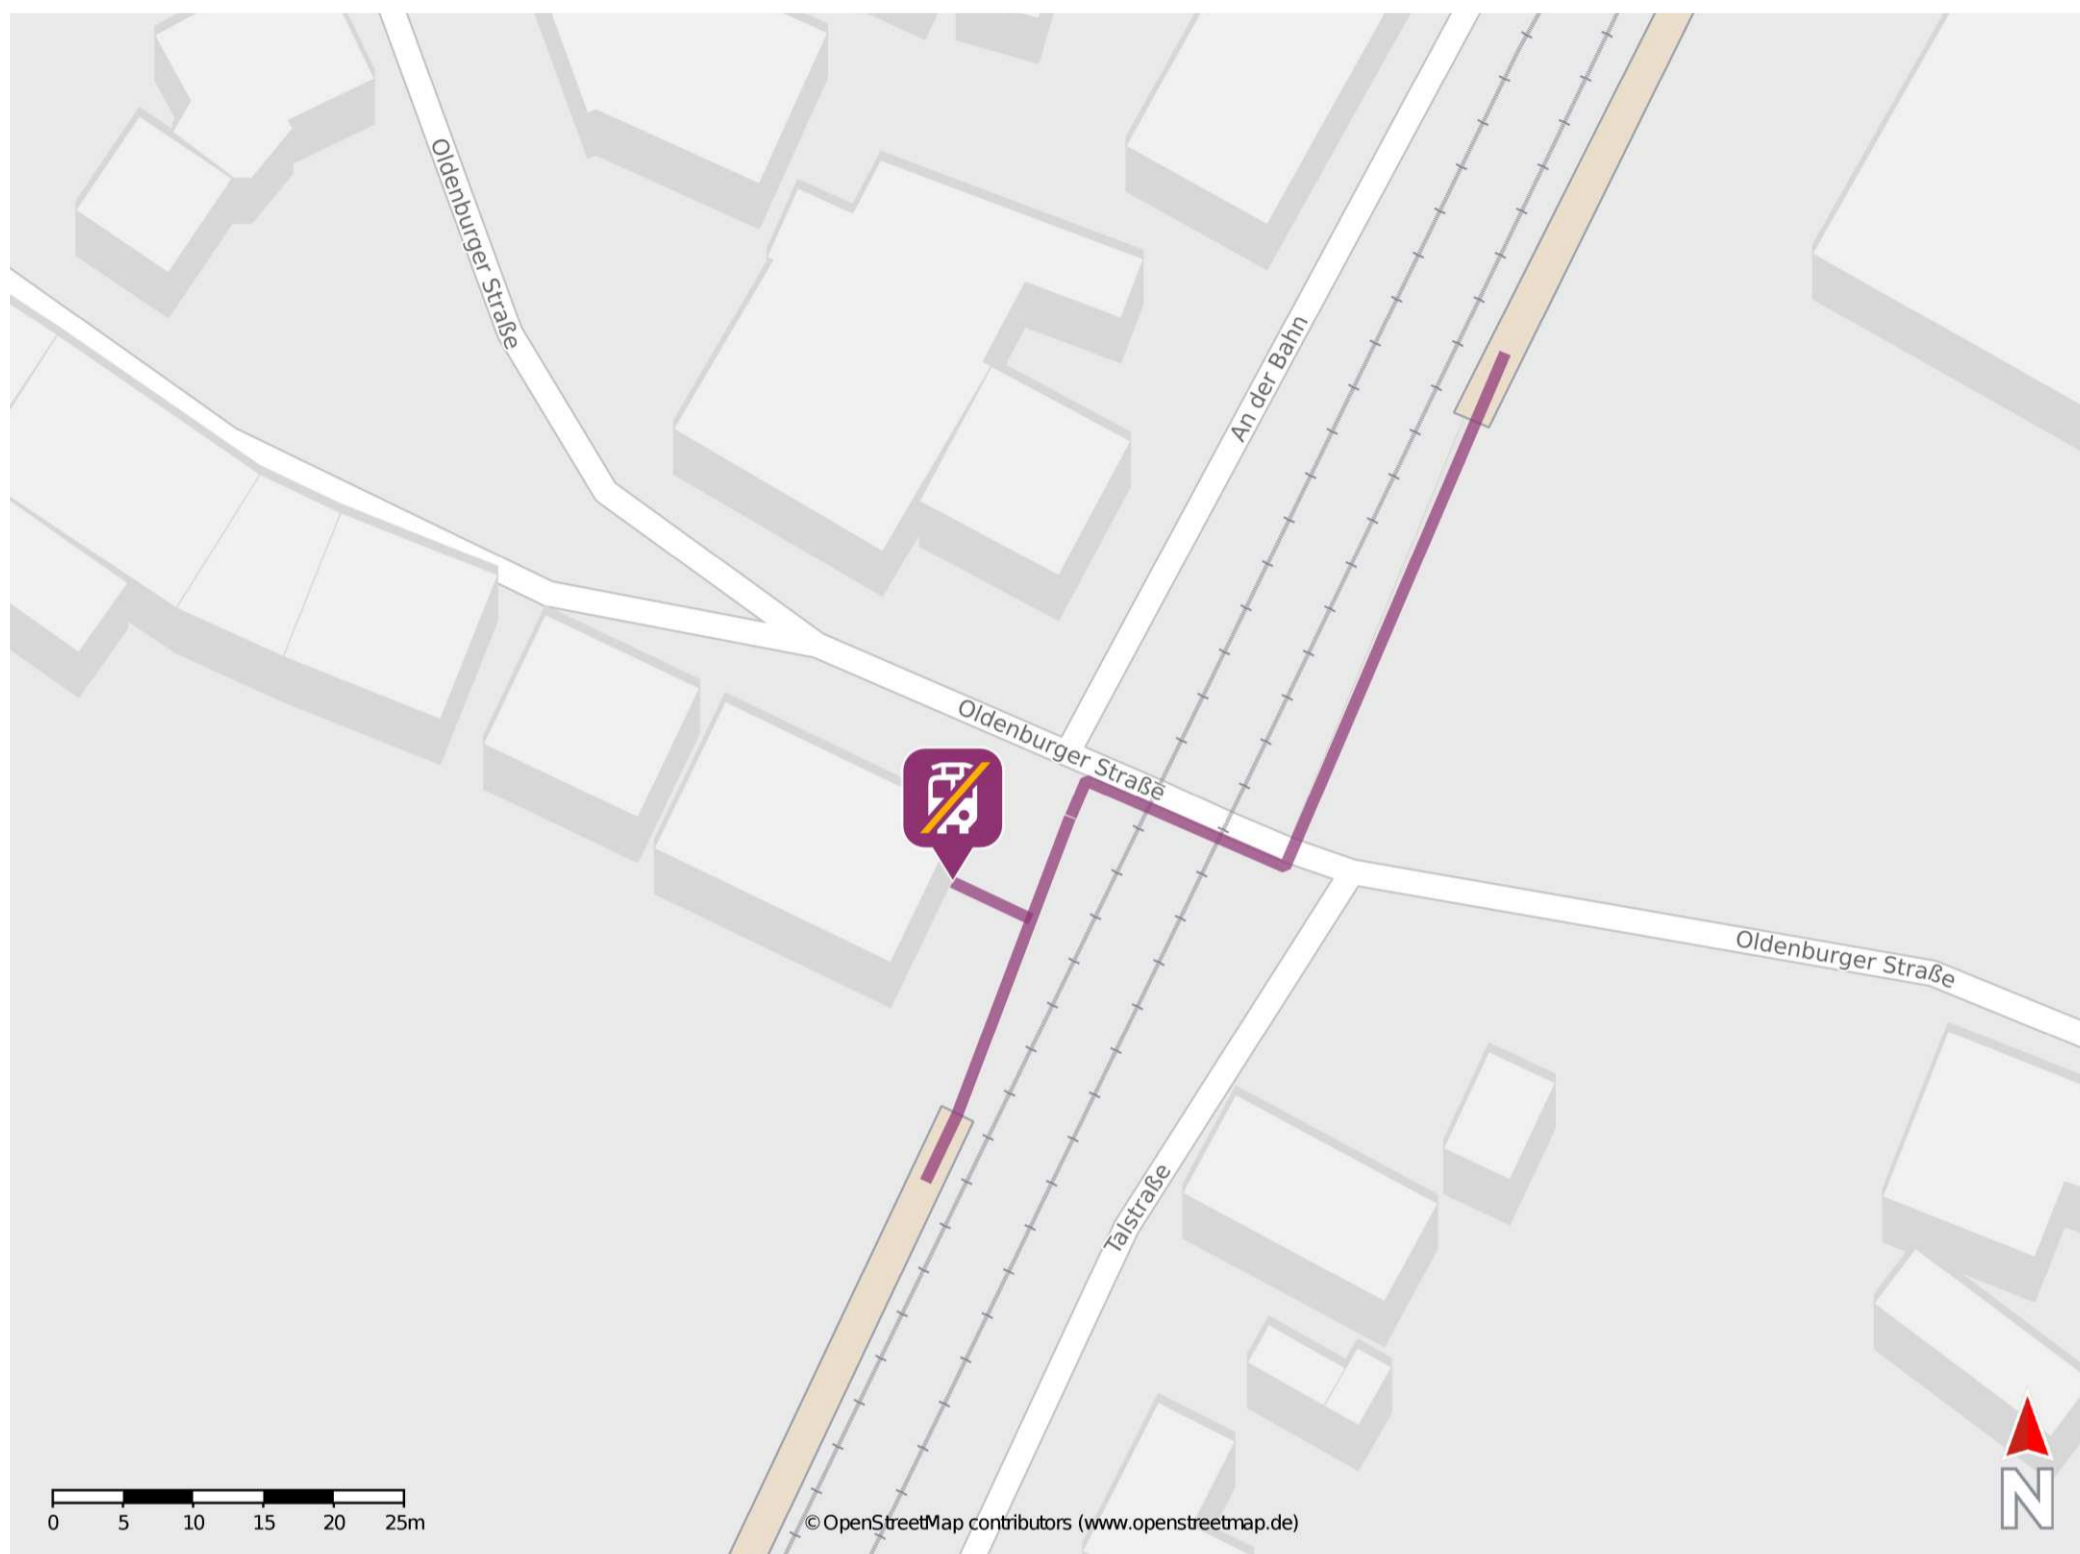 Oldenburger Straße
An der Bahn
Oldenburger Straße
Oldenburger Straße
Talstraße
0 5 10 15 20 25m
© OpenStreetMap contributors (www.openstreetmap.de)
N